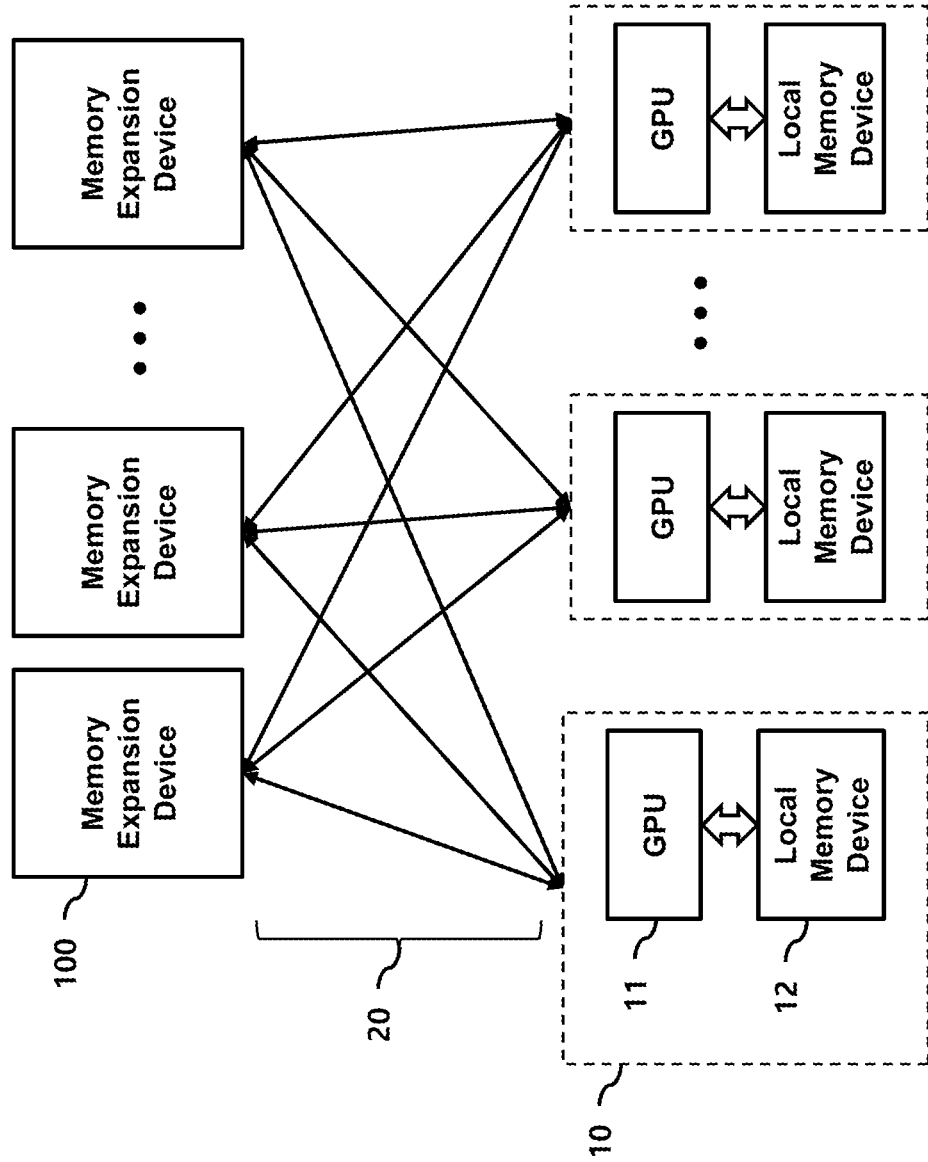 100
Memory
Expansion
Device
Memory
Expansion
Device
Memory
Expansion
Device
20
10
11
GPU
12
Local
Memory
Device
GPU
Local
Memory
Device
GPU
Local
Memory
Device